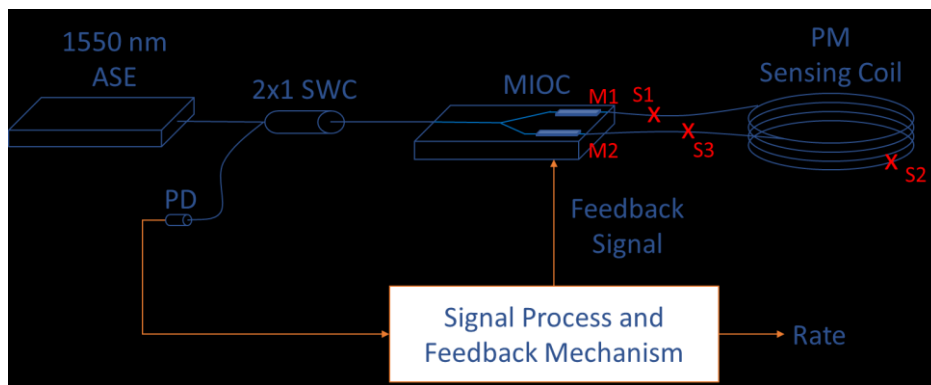 1550 nm
ASE
2x1 SWC
MIOC
M1
S1
PM
Sensing Coil
M2
S3
S2
PD
Feedback
Signal
Signal Process and
Feedback Mechanism
Rate